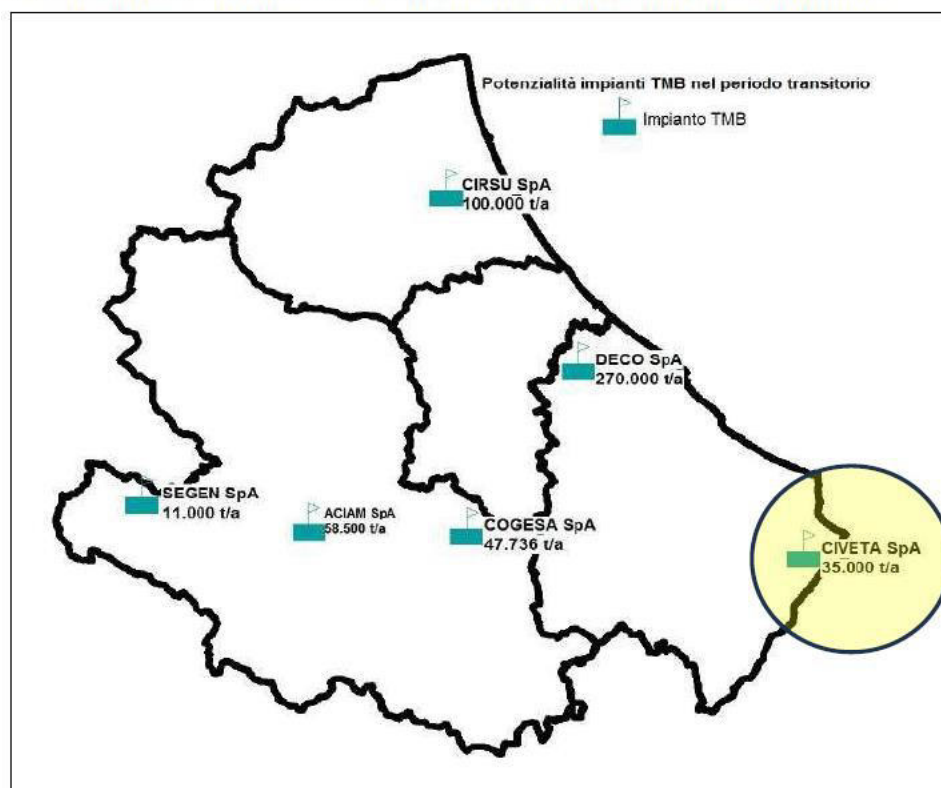 Potenzialità impianti TMB nel periodo transitorio
Impianto TMB
CIRSU SpA
100.000 t/a
DECO SpA
270.000 t/a
SEGEN SpA
11.000 t/a
ACIAM SpA
58.500 t/a
COGESA SpA
47.736 t/a
CIVETA SpA
35.000 t/a